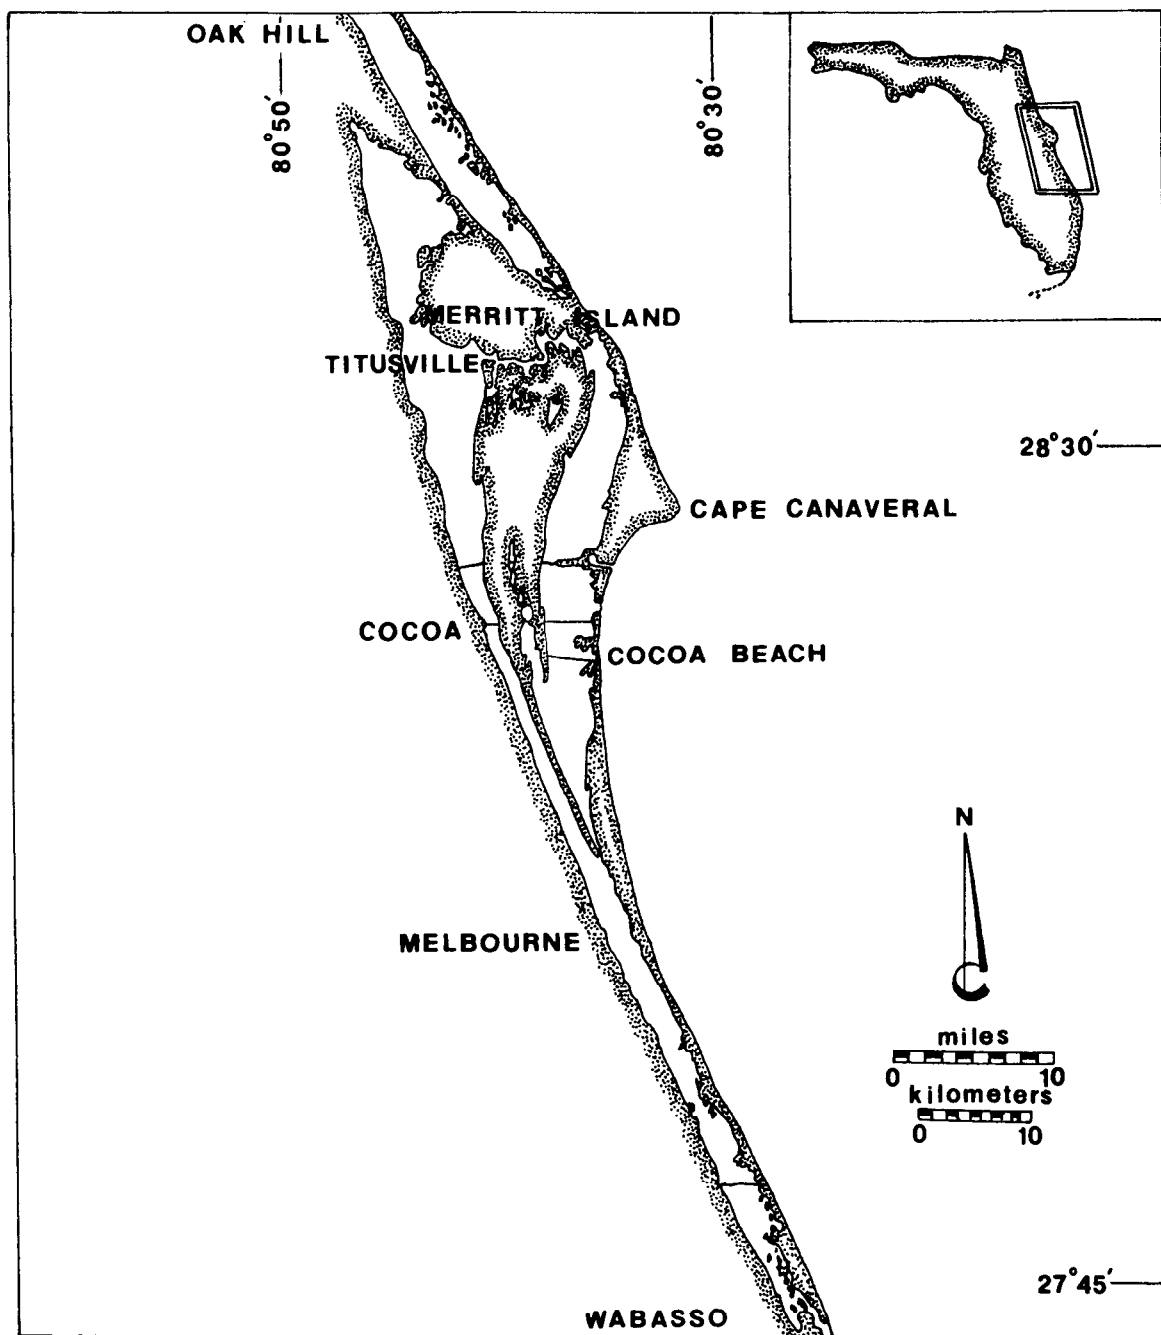 OAK HILL
80°50′
80°30′
MERRITT ISLAND
TITUSVILLE
28°30′
CAPE CANAVERAL
COCOA
COCOA BEACH
N
MELBOURNE
miles
0 10
kilometers
0 10
27°45′
WABASSO